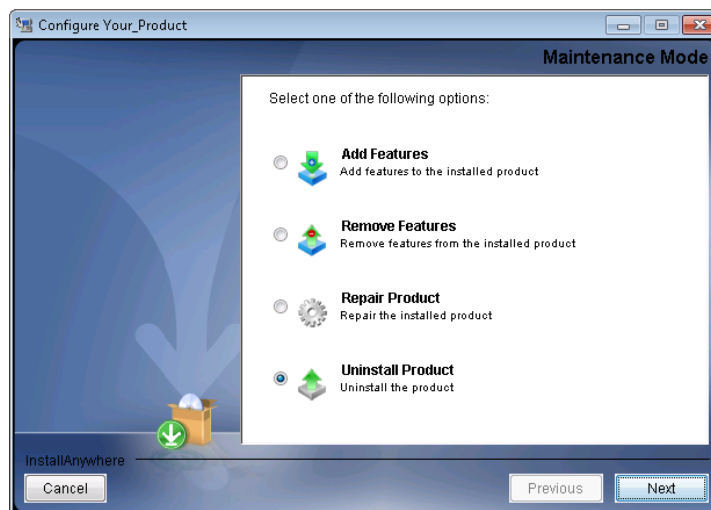 Configure Your_Product
Maintenance Mode
Select one of the following options:
Add Features
Add features to the installed product
Remove Features
Remove features from the installed product
Repair Product
Repair the installed product
Uninstall Product
Uninstall the product
InstallAnywhere
Cancel
Previous
Next